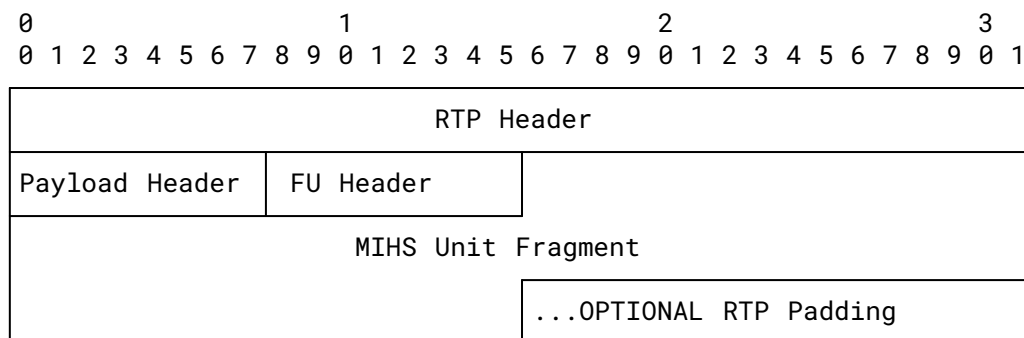 0 1 2 3
0 1 2 3 4 5 6 7 8 9 0 1 2 3 4 5 6 7 8 9 0 1 2 3 4 5 6 7 8 9 0 1
RTP Header
Payload Header FU Header
MIHS Unit Fragment
...OPTIONAL RTP Padding